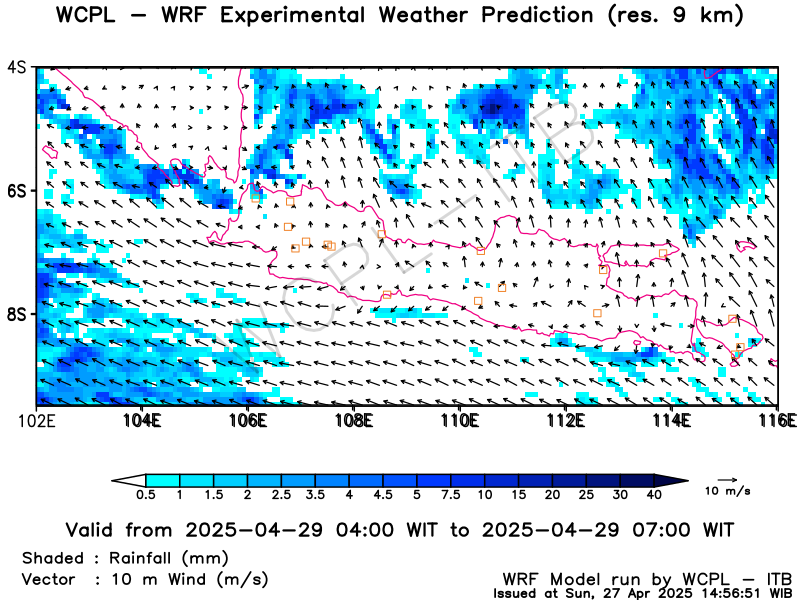 WCPL − WRF Experimental Weather Prediction (res. 9 km)
4S
6S
8S
102E 104E 106E 108E 110E 112E 114E 116E
WCPL-ITB
0.5 1 1.5 2 2.5 3.5 4 4.5 5 7.5 10 15 20 25 30 40
10 m/s
Valid from 2025−04−29 04:00 WIT to 2025−04−29 07:00 WIT
Shaded : Rainfall (mm)
Vector : 10 m Wind (m/s)
WRF Model run by WCPL − ITB
Issued at Sun, 27 Apr 2025 14:56:51 WIB